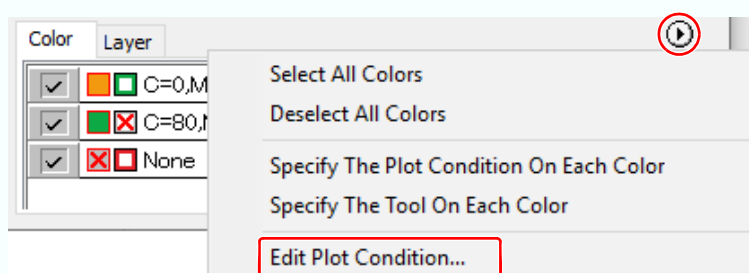 Color Layer
Select All Colors
C=0,M
Deselect All Colors
C=80,
None
Specify The Plot Condition On Each Color
Specify The Tool On Each Color
Edit Plot Condition...